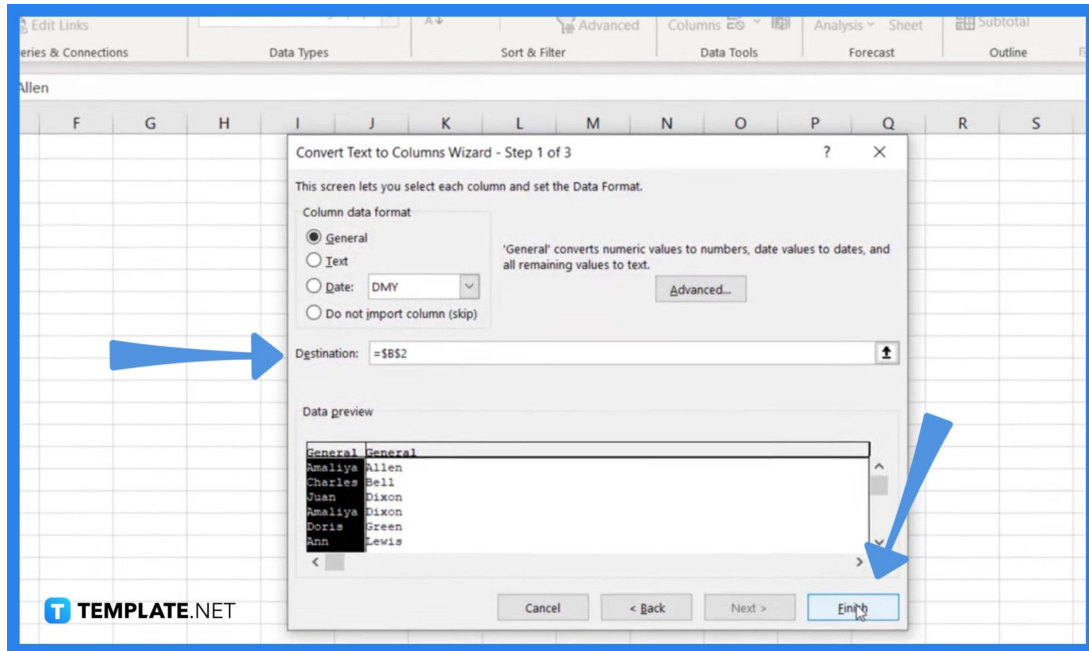 Edit Links
Advanced
Columns
Analysis
Sheet
Subtotal
eries & Connections
Data Types
Sort & Filter
Data Tools
Forecast
Outline
Allen
F G H I J K L M N O P Q R S
Convert Text to Columns Wizard - Step 1 of 3 ?
This screen lets you select each column and set the Data Format.
Column data format
General
Text
Date: DMY
Do not import column (skip)
'General' converts numeric values to numbers, date values to dates, and
all remaining values to text.
Advanced...
Destination: =$B$2
Data preview
General General
Amaliya Allen
Charles Bell
Juan Dixon
Amaliya Dixon
Doris Green
Ann Lewis
Cancel
< Back
Next >
Finish
T TEMPLATE.NET